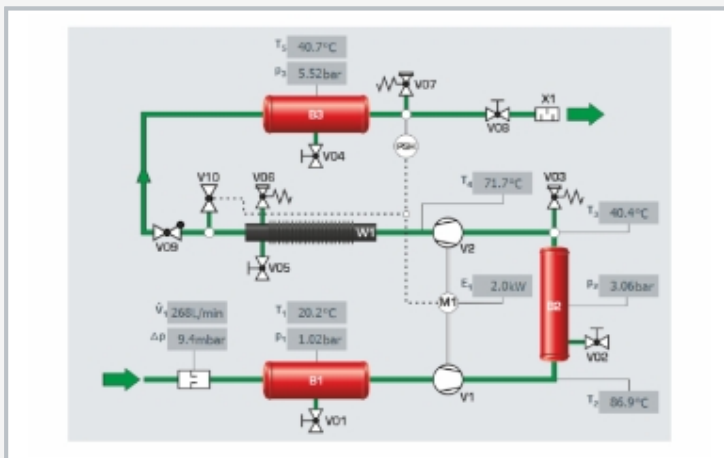 T5 40.7°C
p3 5.52bar
V07
B3
X1
V08
V04
PSH
V10
V06
V03
T4 71.7°C
T3 40.4°C
W1
V2
V09
V05
E1 2.0kW
p2 3.06bar
M1
B2
V̇1 268L/min
T1 20.2°C
Δp 9.4mbar
p1 1.02bar
V02
B1
V1
V01
T2 86.9°C